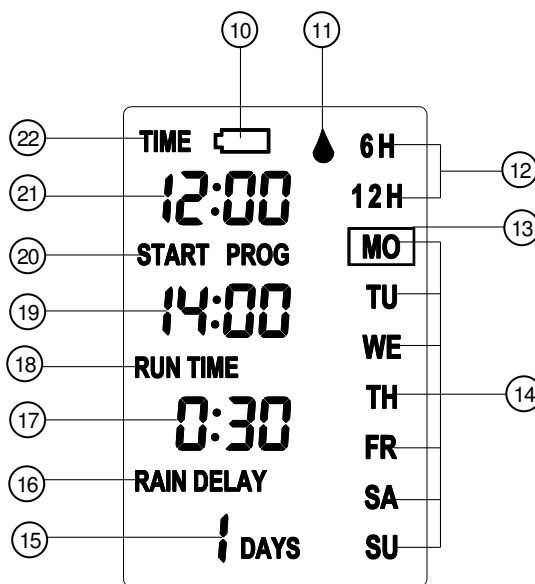 10 11
22 TIME 6H
12
21 12:00 12H
13
20 START PROG MO
19 14:00 TU
18 RUN TIME WE
17 0:30 TH 14
FR
16 RAIN DELAY SA
15 1 DAYS SU